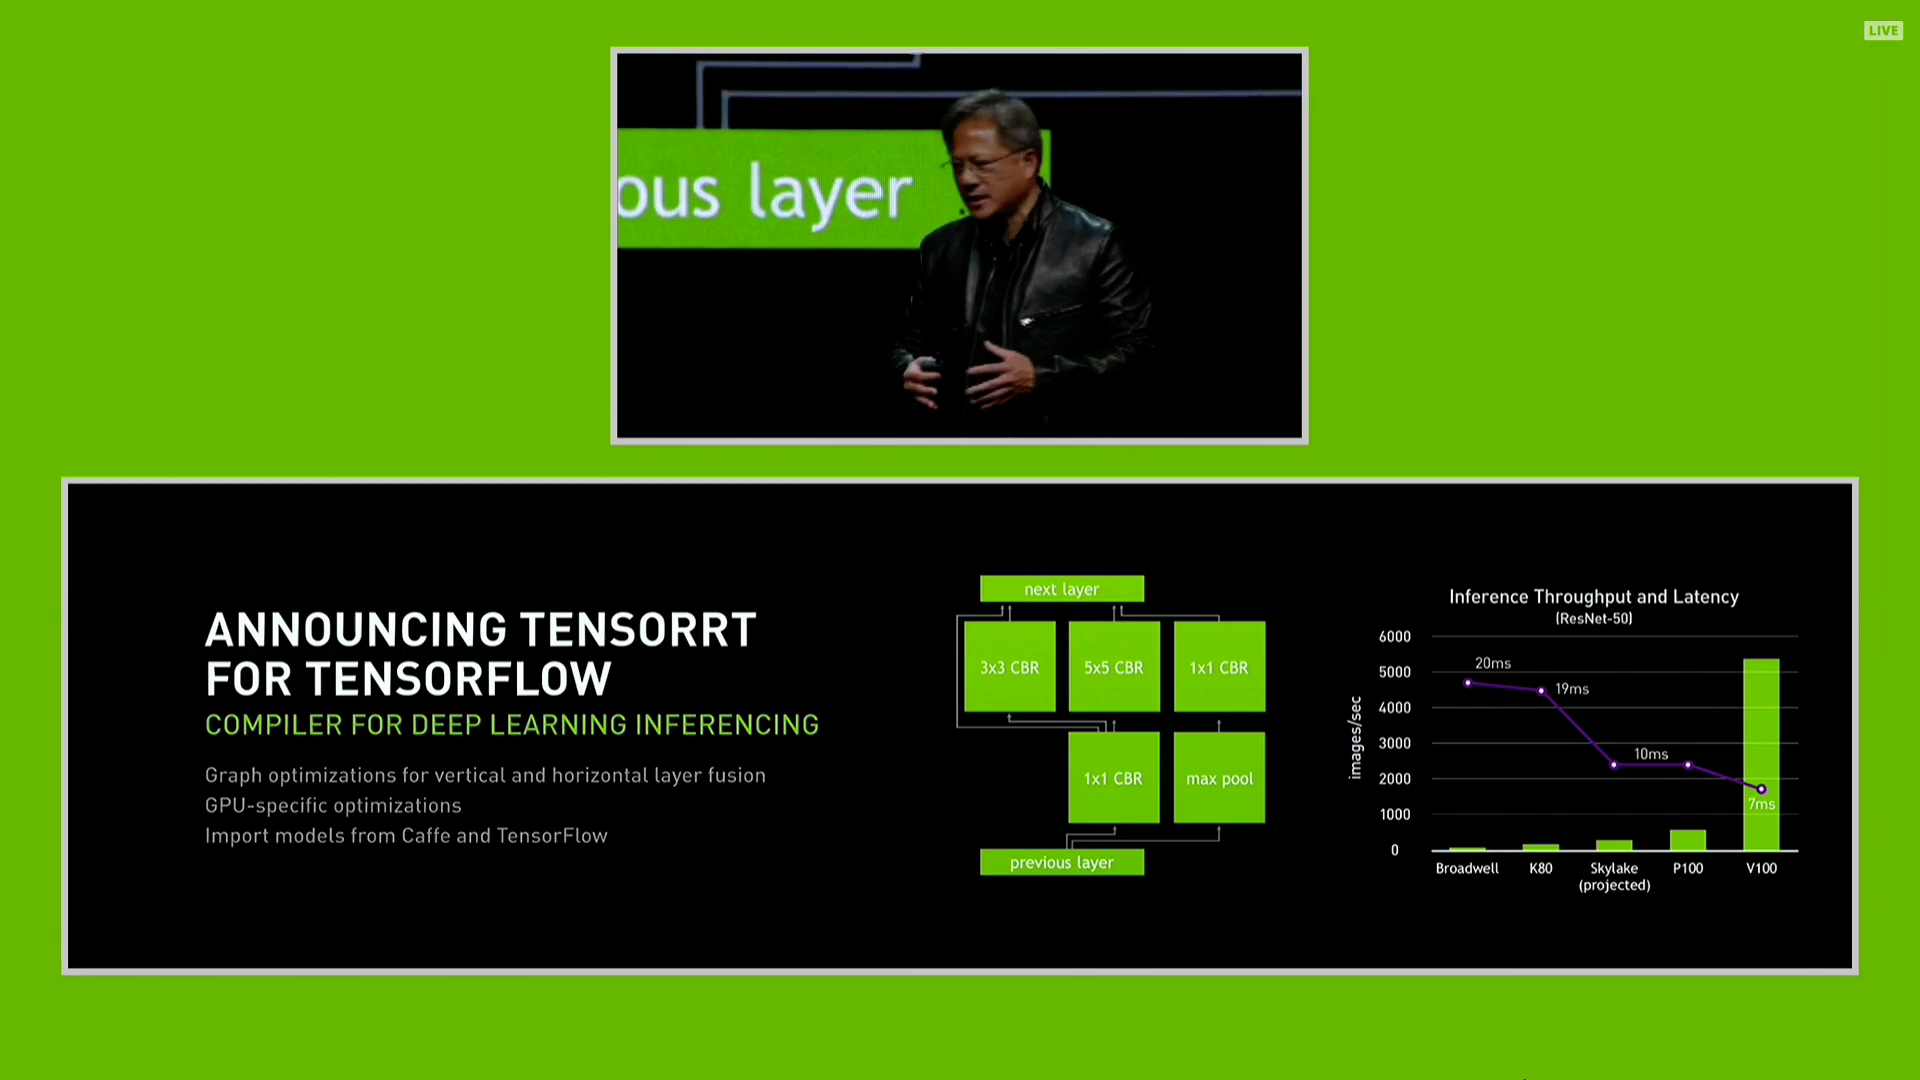 LIVE
ous layer
ANNOUNCING TENSORRT
FOR TENSORFLOW
COMPILER FOR DEEP LEARNING INFERENCING
Graph optimizations for vertical and horizontal layer fusion
GPU-specific optimizations
Import models from Caffe and TensorFlow
next layer
3x3 CBR
5x5 CBR
1x1 CBR
1x1 CBR
max pool
previous layer
Inference Throughput and Latency
(ResNet-50)
images/sec
6000
5000
4000
3000
2000
1000
0
20ms
19ms
10ms
7ms
Broadwell
K80
Skylake
(projected)
P100
V100